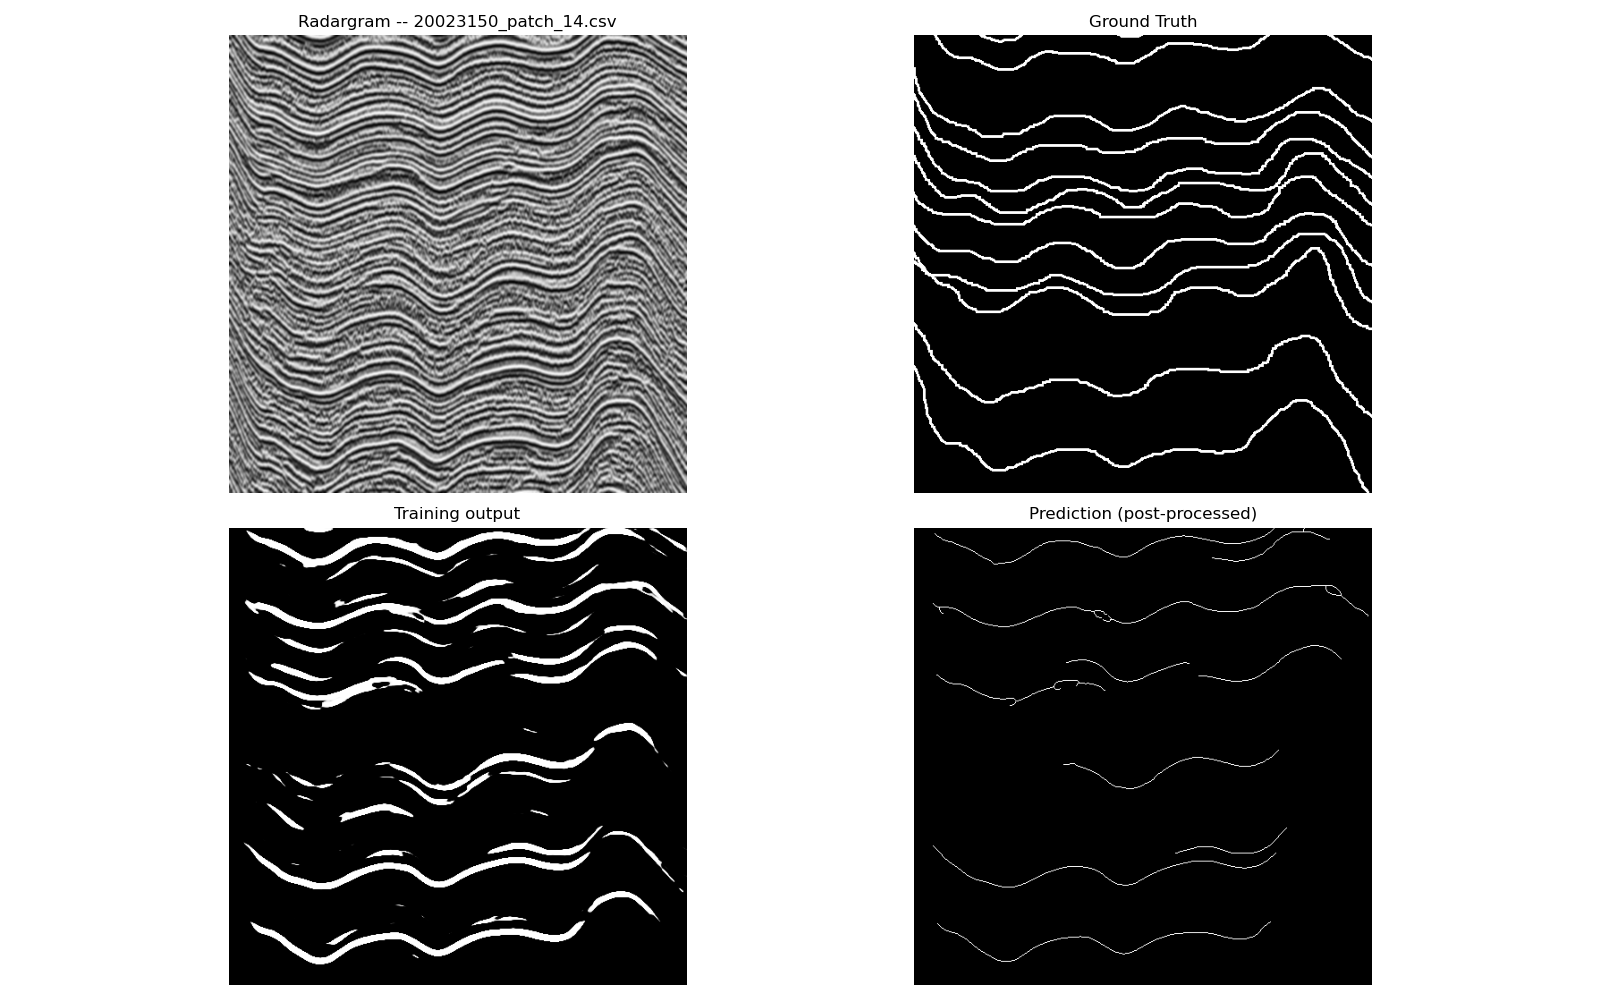 Radargram -- 20023150_patch_14.csv
Ground Truth
Training output
Prediction (post-processed)